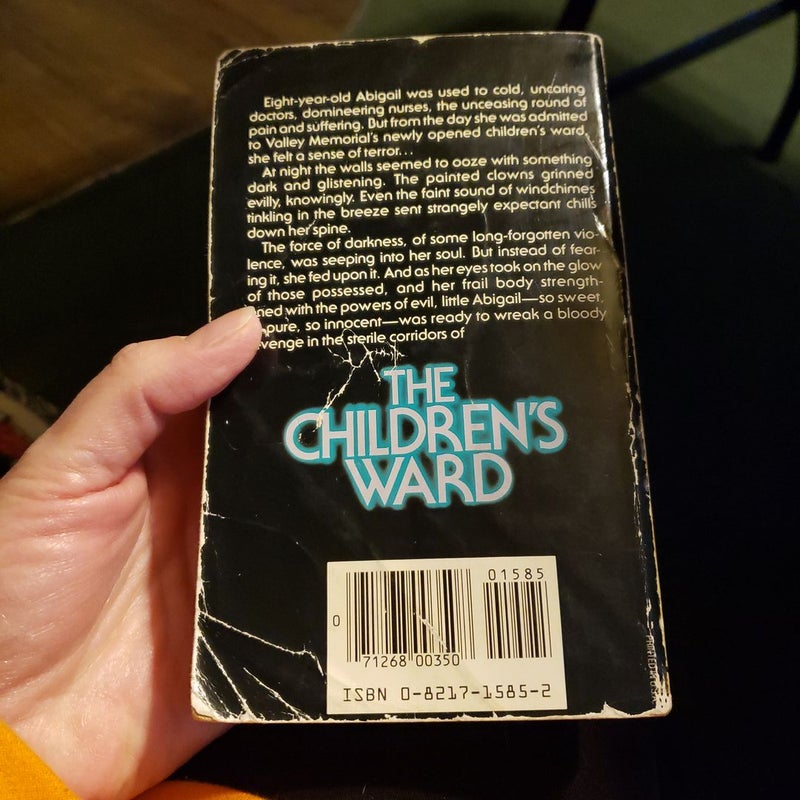 Eight-year-old Abigail was used to cold, uncaring
doctors, domineering nurses, the unceasing round of
pain and suffering. But from the day she was admitted
to Valley Memorial's newly opened children's ward,
she felt a sense of terror...
At night the walls seemed to ooze with something
dark and glistening. The painted clowns grinned
evilly, knowingly. Even the faint sound of windchimes
tinkling in the breeze sent strangely expectant chills
down her spine.
The force of darkness, of some long-forgotten vio-
lence, was seeping into her soul. But instead of fear-
ing it, she fed upon it. And as her eyes took on the glow
of those possessed, and her frail body strength-
ened with the powers of evil, little Abigail—so sweet,
pure, so innocent—was ready to wreak a bloody
venge in the sterile corridors of
THE
CHILDREN'S
WARD
01585
0
71268 00350
ISBN 0-8217-1585-2